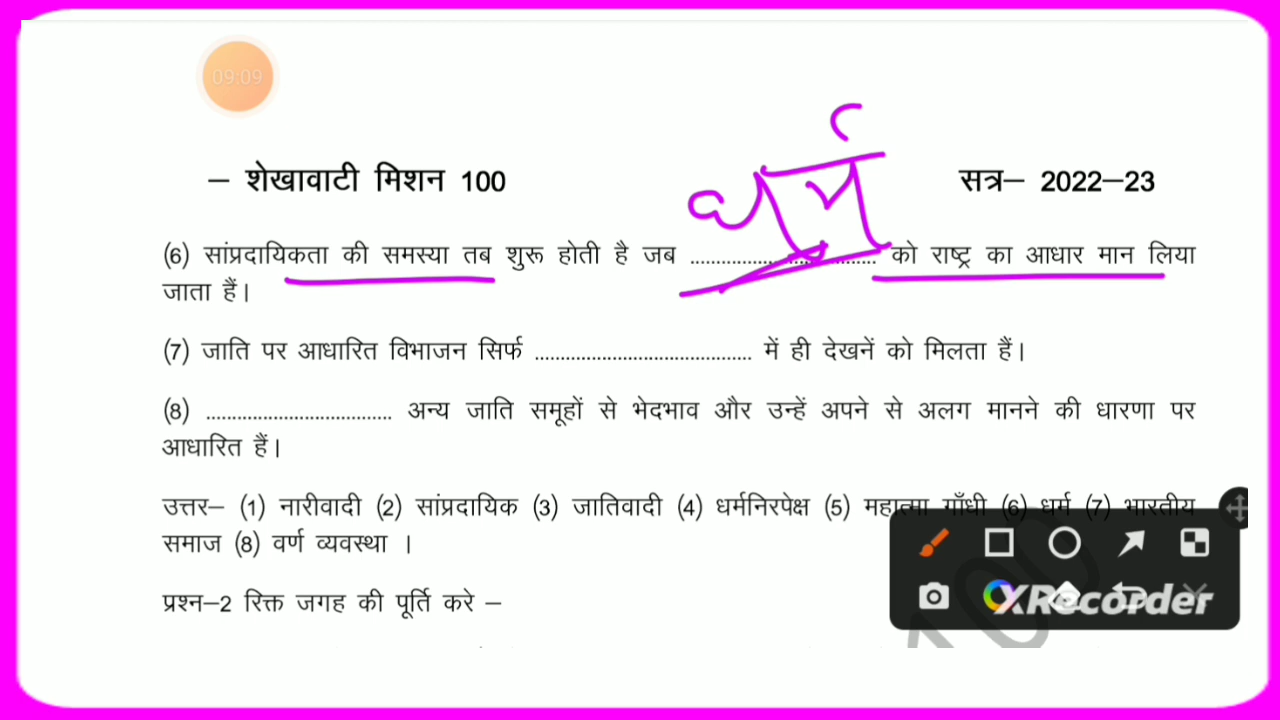 09:09
धर्म
– शेखावाटी मिशन 100 सत्र– 2022–23
(6) सांप्रदायिकता की समस्या तब शुरू होती है जब .................................... को राष्ट्र का आधार मान लिया
जाता हैं।
(7) जाति पर आधारित विभाजन सिर्फ .......................................... में ही देखनें को मिलता हैं।
(8) .................................... अन्य जाति समूहों से भेदभाव और उन्हें अपने से अलग मानने की धारणा पर
आधारित हैं।
उत्तर– (1) नारीवादी (2) सांप्रदायिक (3) जातिवादी (4) धर्मनिरपेक्ष (5) महात्मा गाँधी (6) धर्म (7) भारतीय
समाज (8) वर्ण व्यवस्था ।
XRecorder
प्रश्न–2 रिक्त जगह की पूर्ति करे –
100